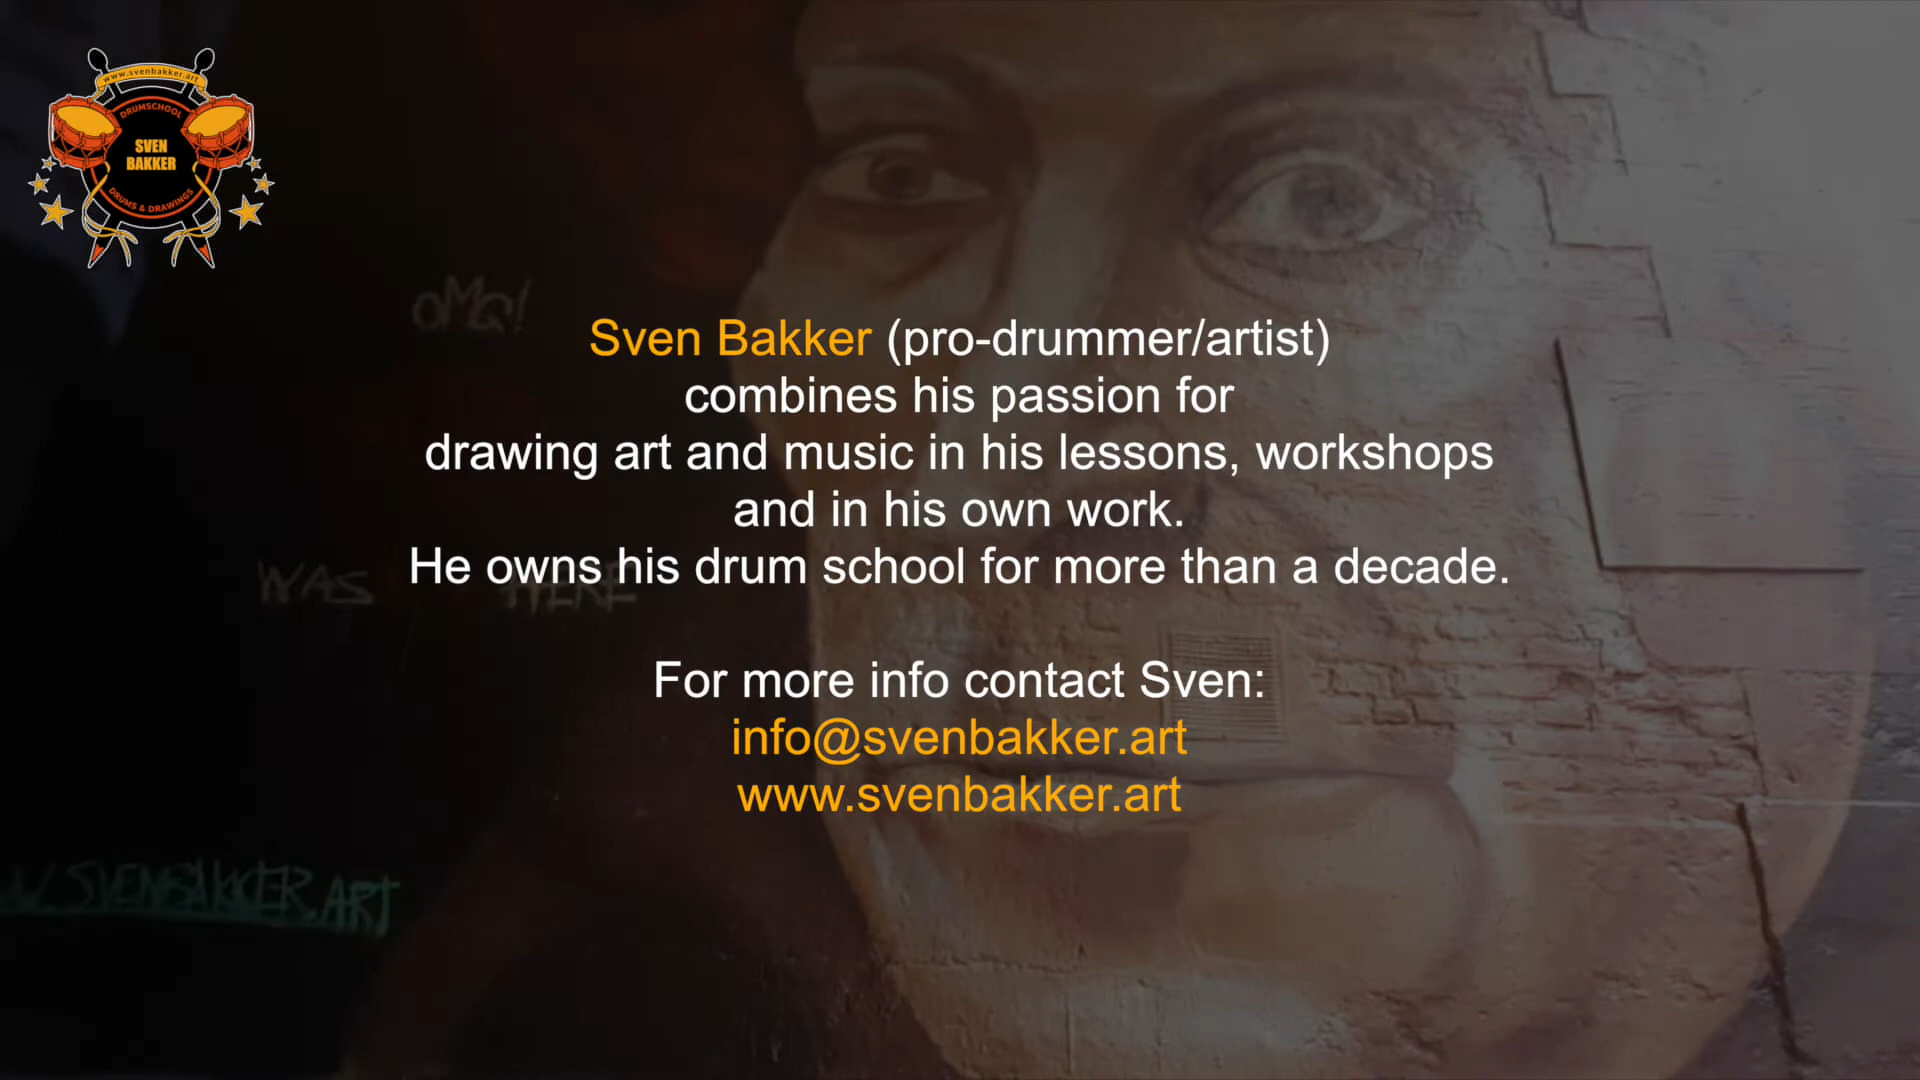 www.svenbakker.art
DRUMSCHOOL
SVEN
BAKKER
DRUMS & DRAWINGS
OMG!
Sven Bakker (pro-drummer/artist)
combines his passion for
drawing art and music in his lessons, workshops
and in his own work.
He owns his drum school for more than a decade.
WAS HERE
For more info contact Sven:
info@svenbakker.art
www.svenbakker.art
SVENBAKKER.ART